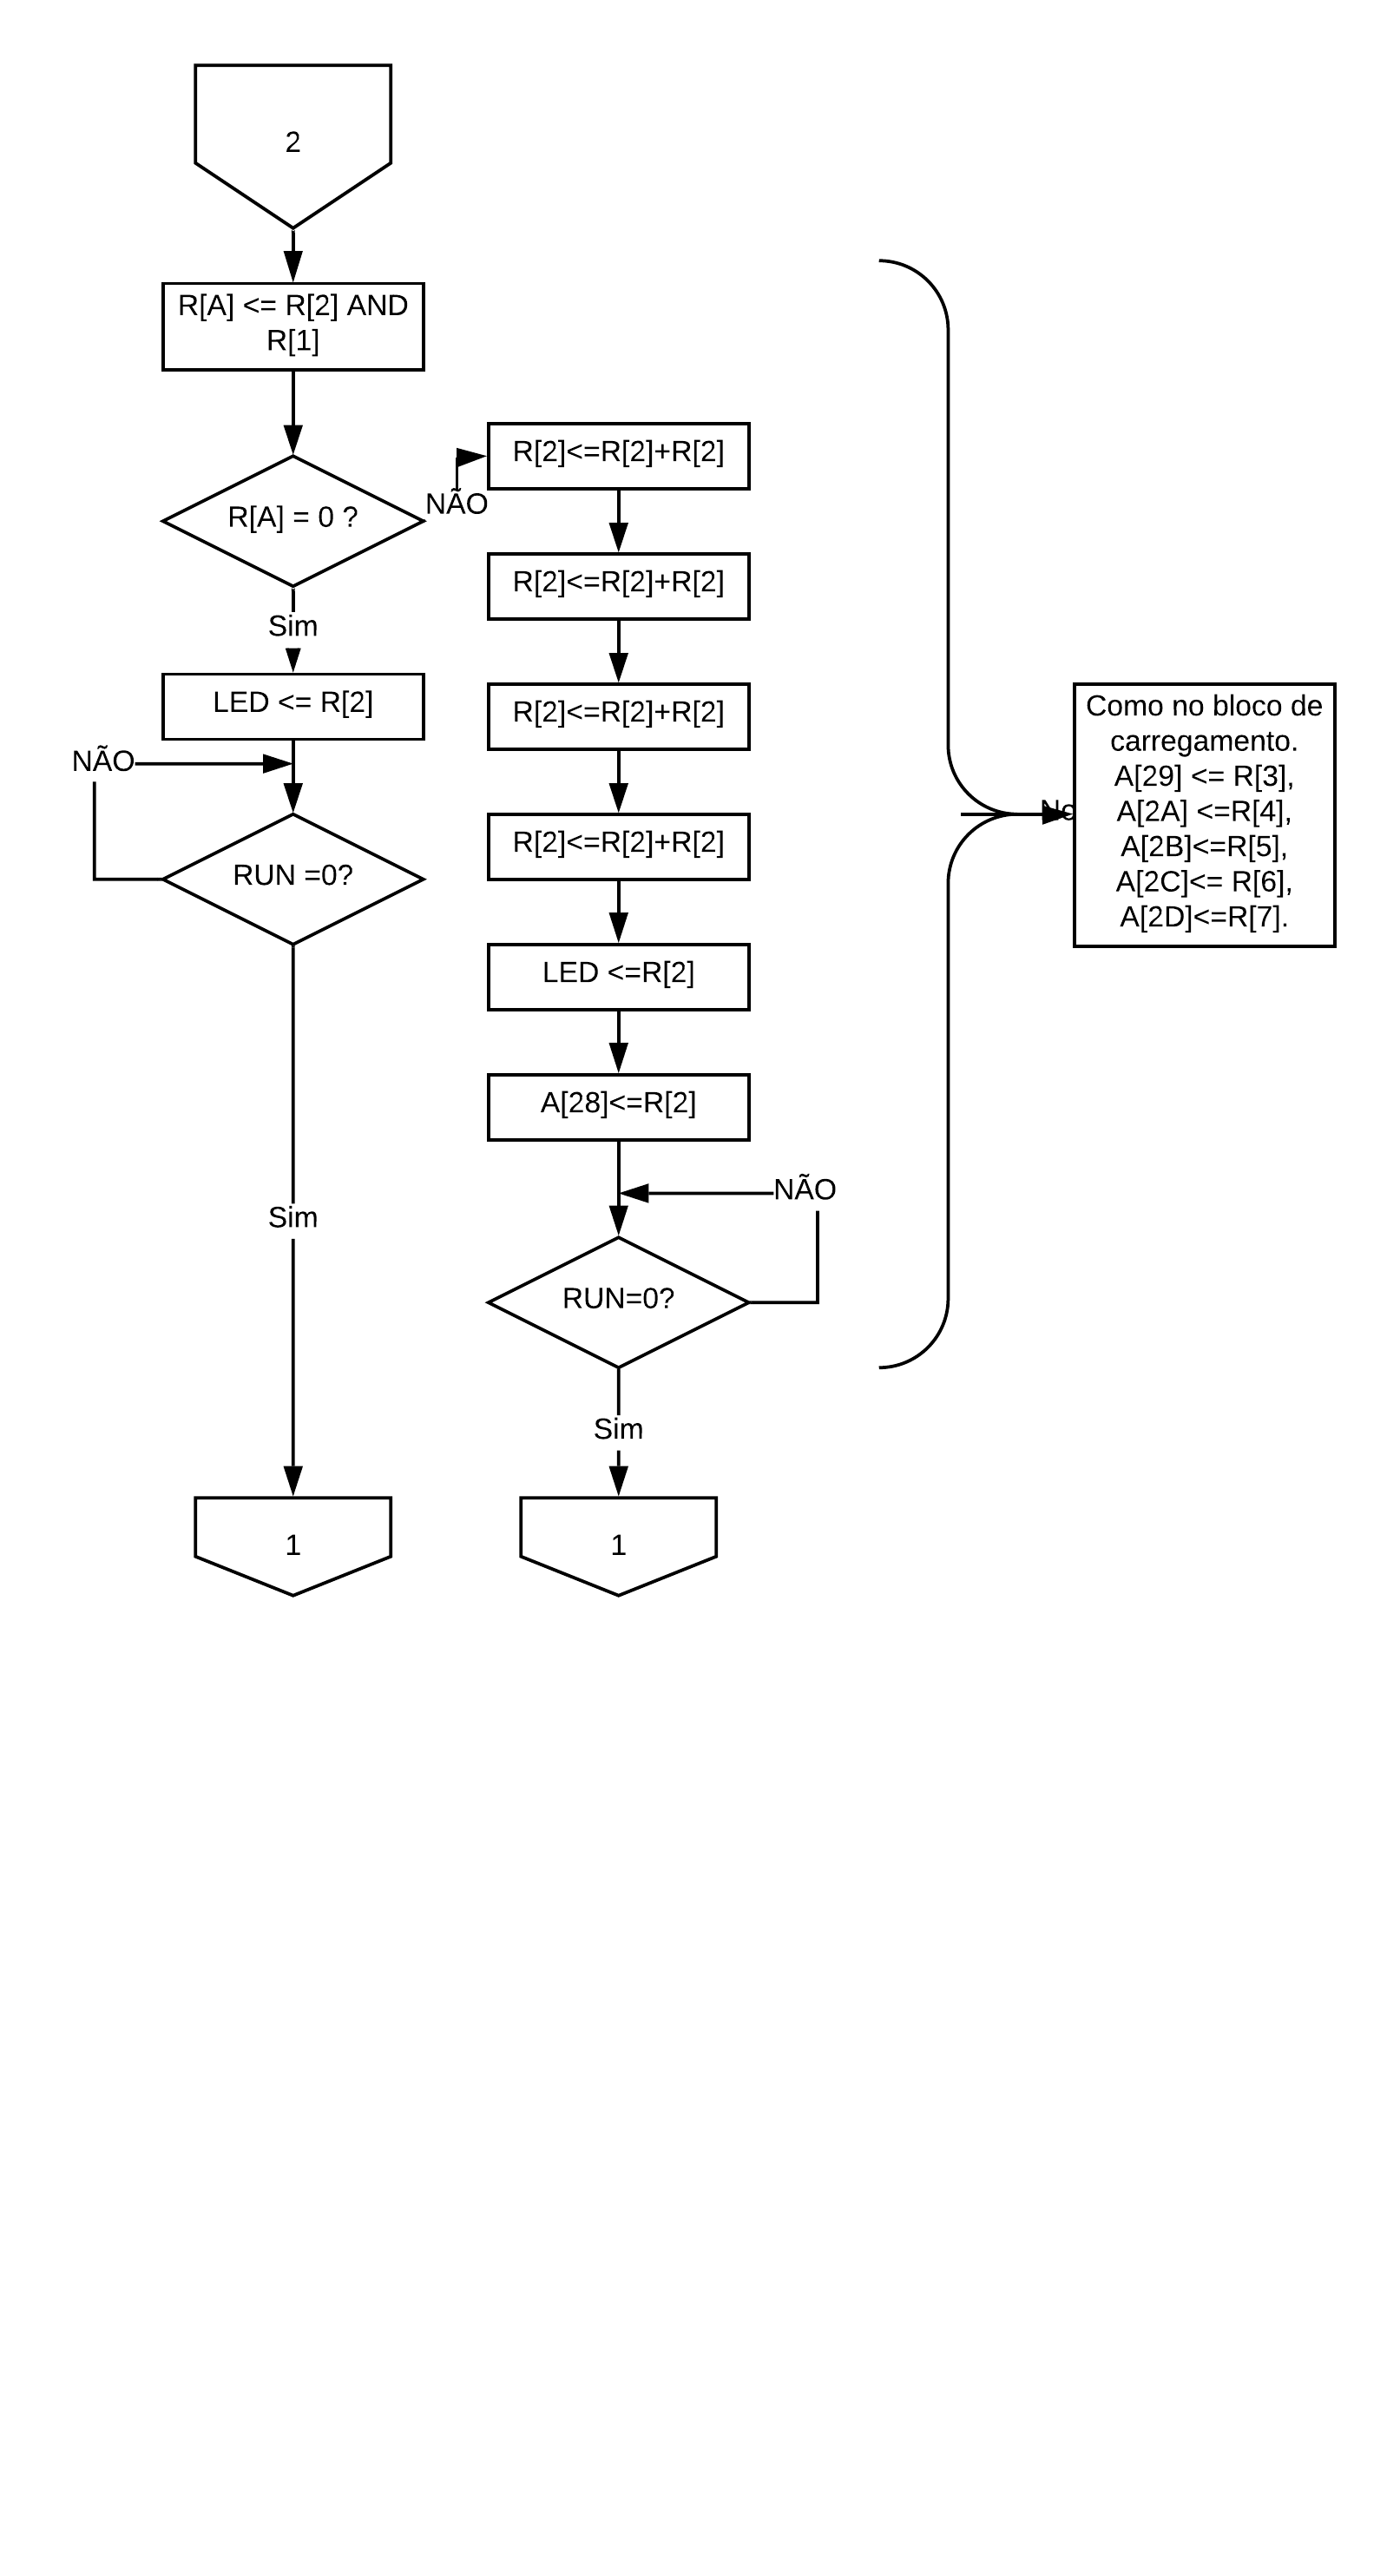 2
R[A] <= R[2] AND
R[1]
R[A] = 0 ?
NÃO
Sim
LED <= R[2]
NÃO
RUN =0?
Sim
1
R[2]<=R[2]+R[2]
R[2]<=R[2]+R[2]
R[2]<=R[2]+R[2]
R[2]<=R[2]+R[2]
LED <=R[2]
A[28]<=R[2]
NÃO
RUN=0?
Sim
1
Como no bloco de
carregamento.
A[29] <= R[3],
A[2A] <=R[4],
A[2B]<=R[5],
A[2C]<= R[6],
A[2D]<=R[7].